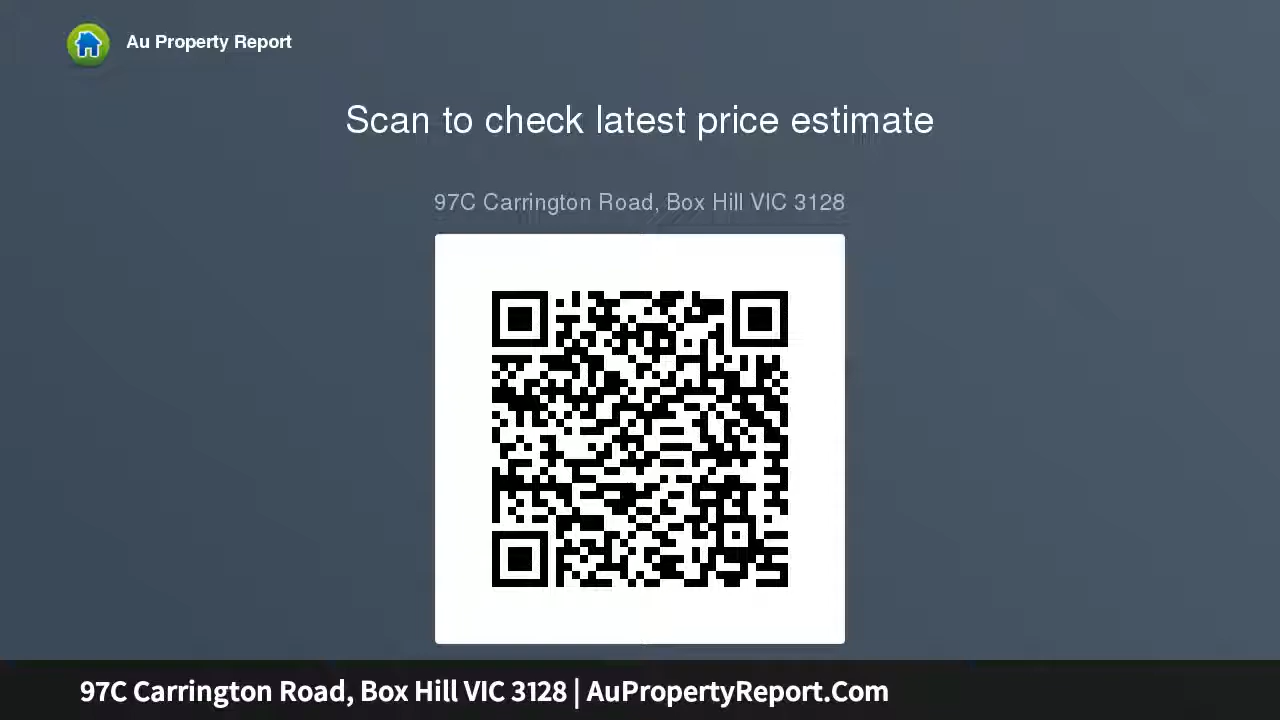 Au Property Report
Scan to check latest price estimate
97C Carrington Road, Box Hill VIC 3128
97C Carrington Road, Box Hill VIC 3128 | AuPropertyReport.Com